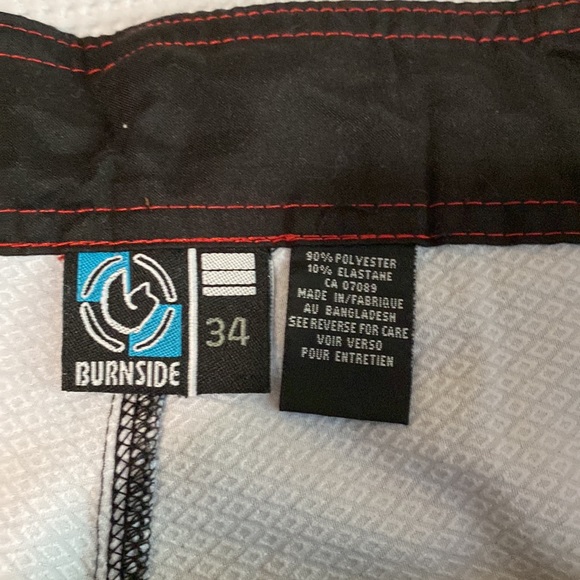 BURNSIDE
34
90% POLYESTER
10% ELASTANE
CA 07089
MADE IN/FABRIQUE
AU BANGLADESH
SEE REVERSE FOR CARE
VOIR VERSO
POUR ENTRETIEN